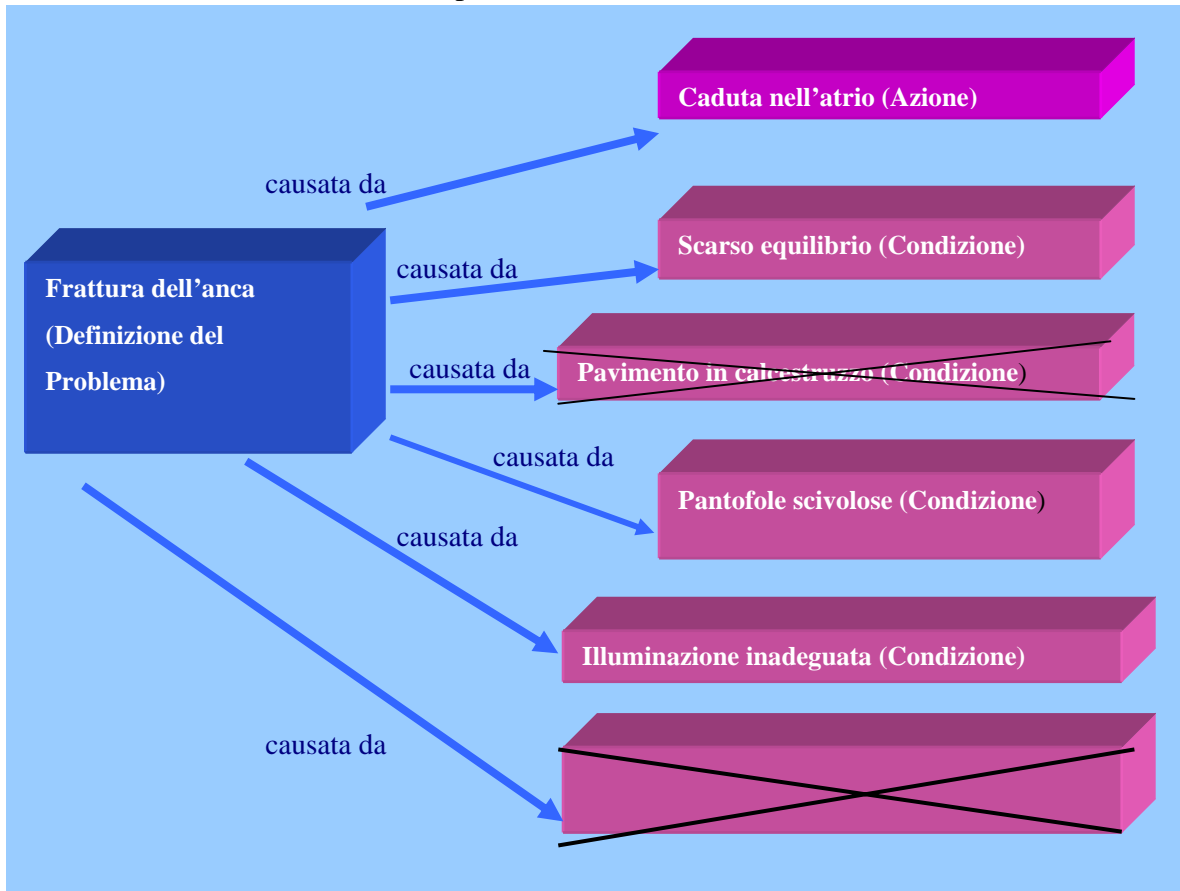 causata da
Caduta nell’atrio (Azione)
causata da
Scarso equilibrio (Condizione)
Frattura dell’anca
(Definizione del
Problema)
causata da
Pavimento in calcestruzzo (Condizione)
causata da
Pantofole scivolose (Condizione)
causata da
Illuminazione inadeguata (Condizione)
causata da